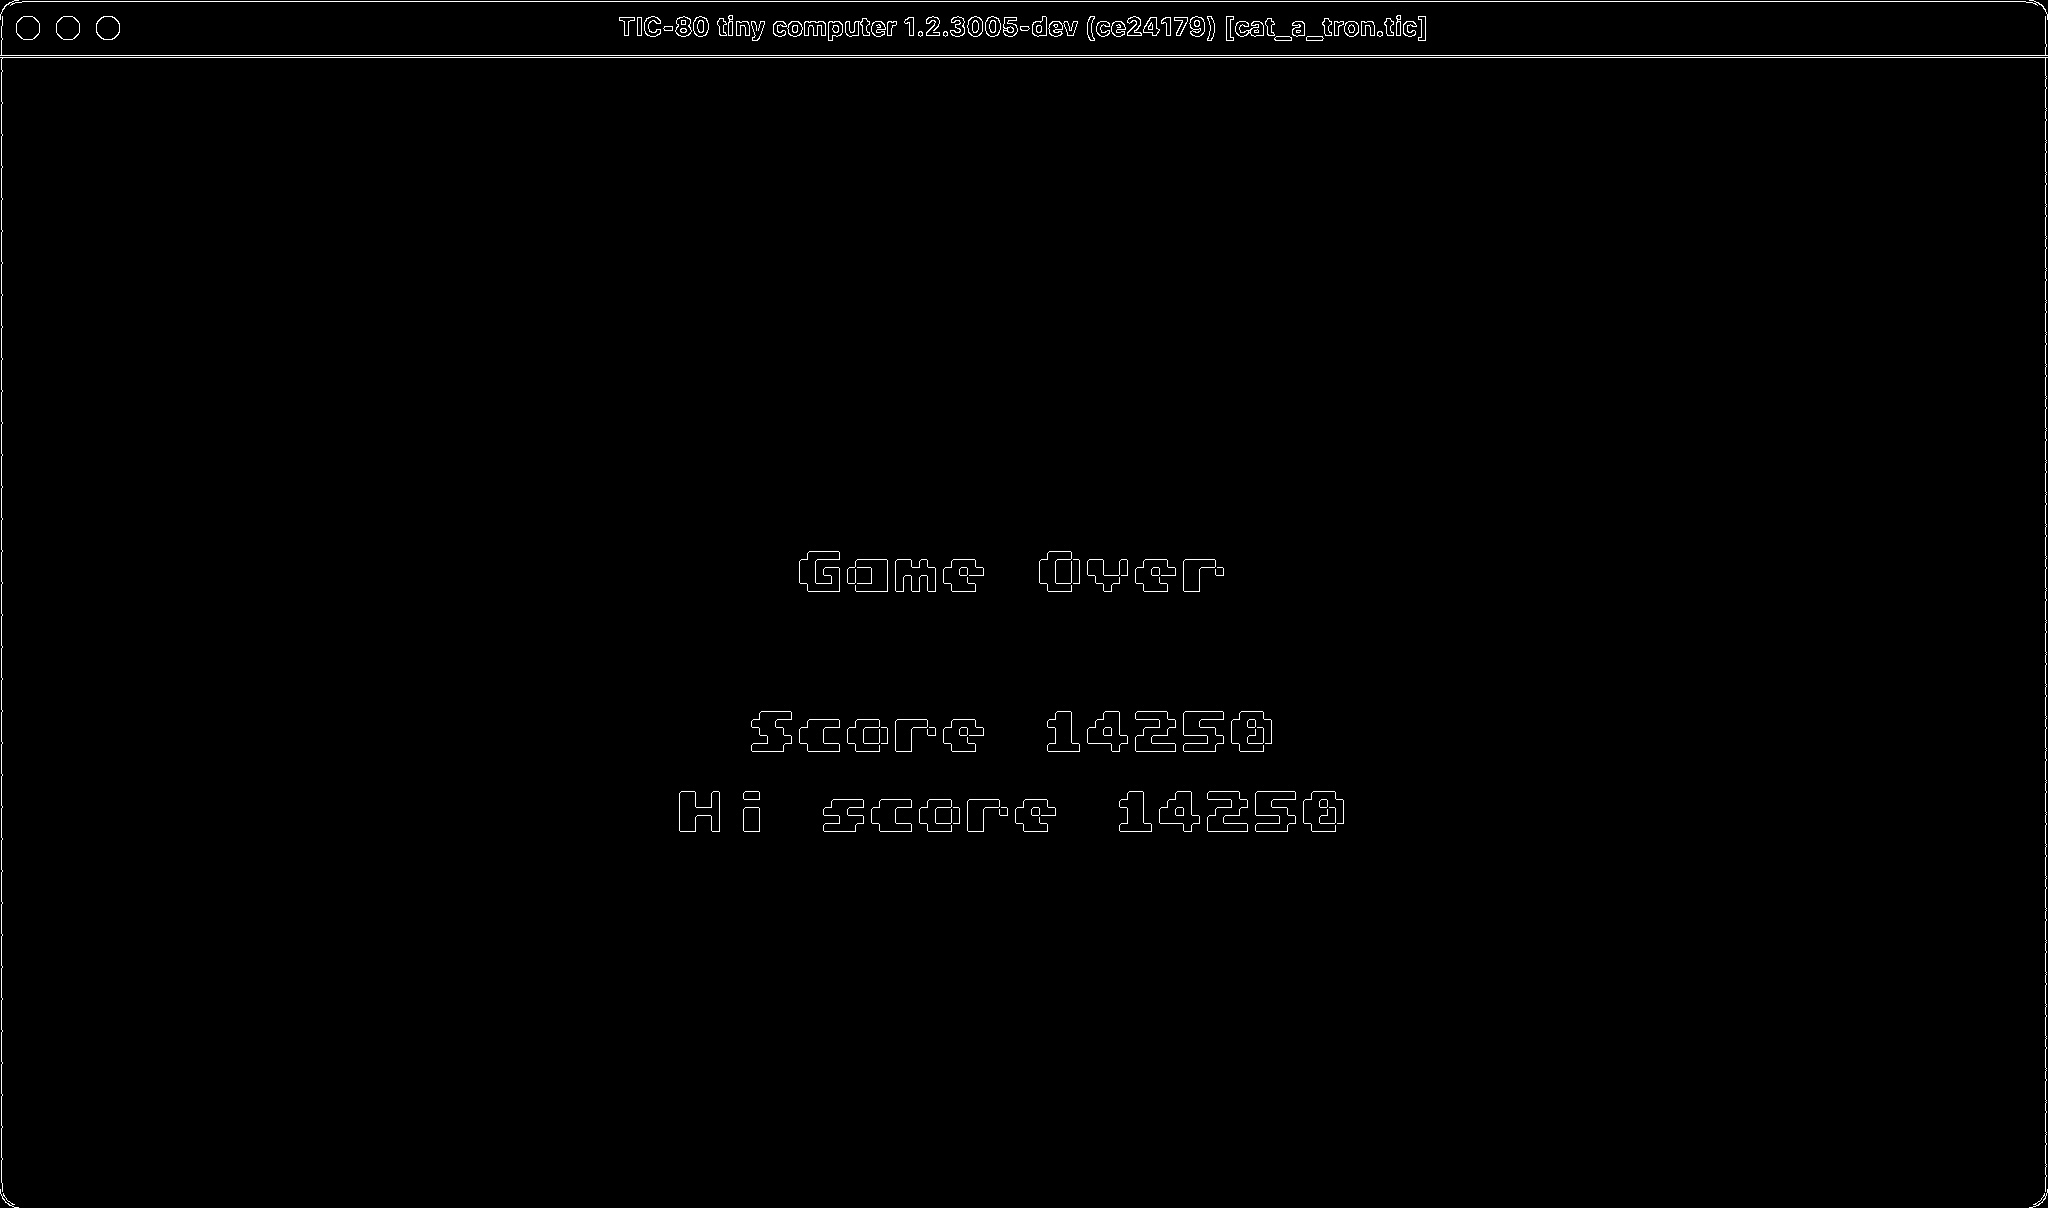 TIC-80 tiny computer 1.2.3005-dev (ce24179) [cat_a_tron.tic]
Game Over
Score 14250
Hi score 14250